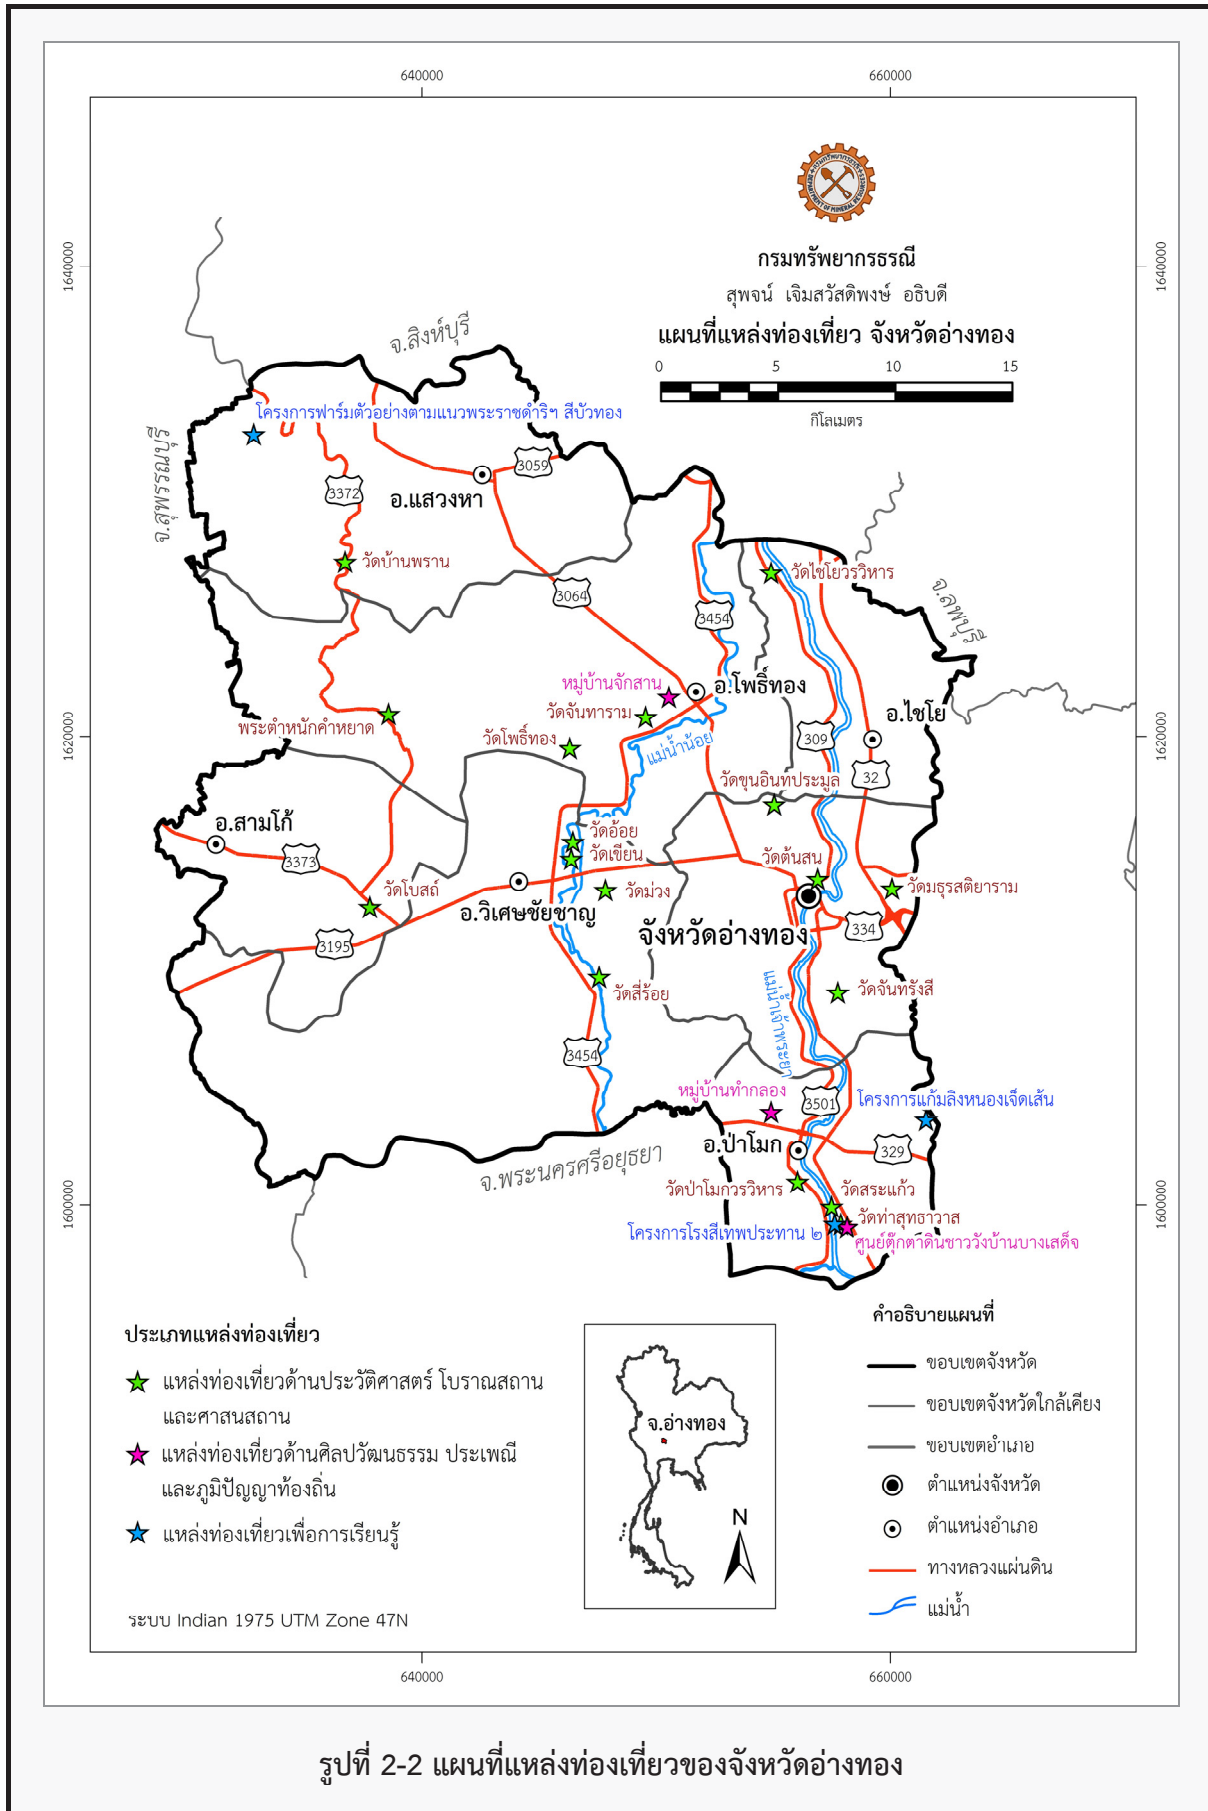 640000
660000
1640000
1640000
กรมทรัพยากรธรณี
สุพจน์ เจิมสวัสดิพงษ์ อธิบดี
แผนที่แหล่งท่องเที่ยว จังหวัดอ่างทอง
0 5 10 15
กิโลเมตร
จ.สิงห์บุรี
โครงการฟาร์มตัวอย่างตามแนวพระราชดำริฯ สีบัวทอง
จ.สุพรรณบุรี
3059
3372
อ.แสวงหา
วัดบ้านพราน
วัดไชโยวรวิหาร
3064
3454
จ.ลพบุรี
หมู่บ้านจักสาน
อ.โพธิ์ทอง
วัดจันทาราม
อ.ไชโย
พระตำหนักคำหยาด
วัดโพธิ์ทอง
แม่น้ำน้อย
309
1620000
1620000
วัดขุนอินทประมูล
32
อ.สามโก้
วัดอ้อย
วัดเขียน
3373
วัดต้นสน
วัดโบสถ์
วัดม่วง
วัดมธุรสติยาราม
อ.วิเศษชัยชาญ
จังหวัดอ่างทอง
334
3195
วัดสี่ร้อย
วัดจันทรังสี
แม่น้ำเจ้าพระยา
3454
หมู่บ้านทำกลอง
3501
โครงการแก้มลิงหนองเจ็ดเส้น
อ.ป่าโมก
329
จ.พระนครศรีอยุธยา
วัดป่าโมกวรวิหาร
วัดสระแก้ว
1600000
1600000
วัดท่าสุทธาวาส
โครงการโรงสีเทพประทาน ๒
ศูนย์ตุ๊กตาดินชาววังบ้านบางเสด็จ
ประเภทแหล่งท่องเที่ยว
แหล่งท่องเที่ยวด้านประวัติศาสตร์ โบราณสถาน
และศาสนสถาน
แหล่งท่องเที่ยวด้านศิลปวัฒนธรรม ประเพณี
และภูมิปัญญาท้องถิ่น
แหล่งท่องเที่ยวเพื่อการเรียนรู้
ระบบ Indian 1975 UTM Zone 47N
จ.อ่างทอง
N
คำอธิบายแผนที่
ขอบเขตจังหวัด
ขอบเขตจังหวัดใกล้เคียง
ขอบเขตอำเภอ
ตำแหน่งจังหวัด
ตำแหน่งอำเภอ
ทางหลวงแผ่นดิน
แม่น้ำ
640000
660000
รูปที่ 2-2 แผนที่แหล่งท่องเที่ยวของจังหวัดอ่างทอง